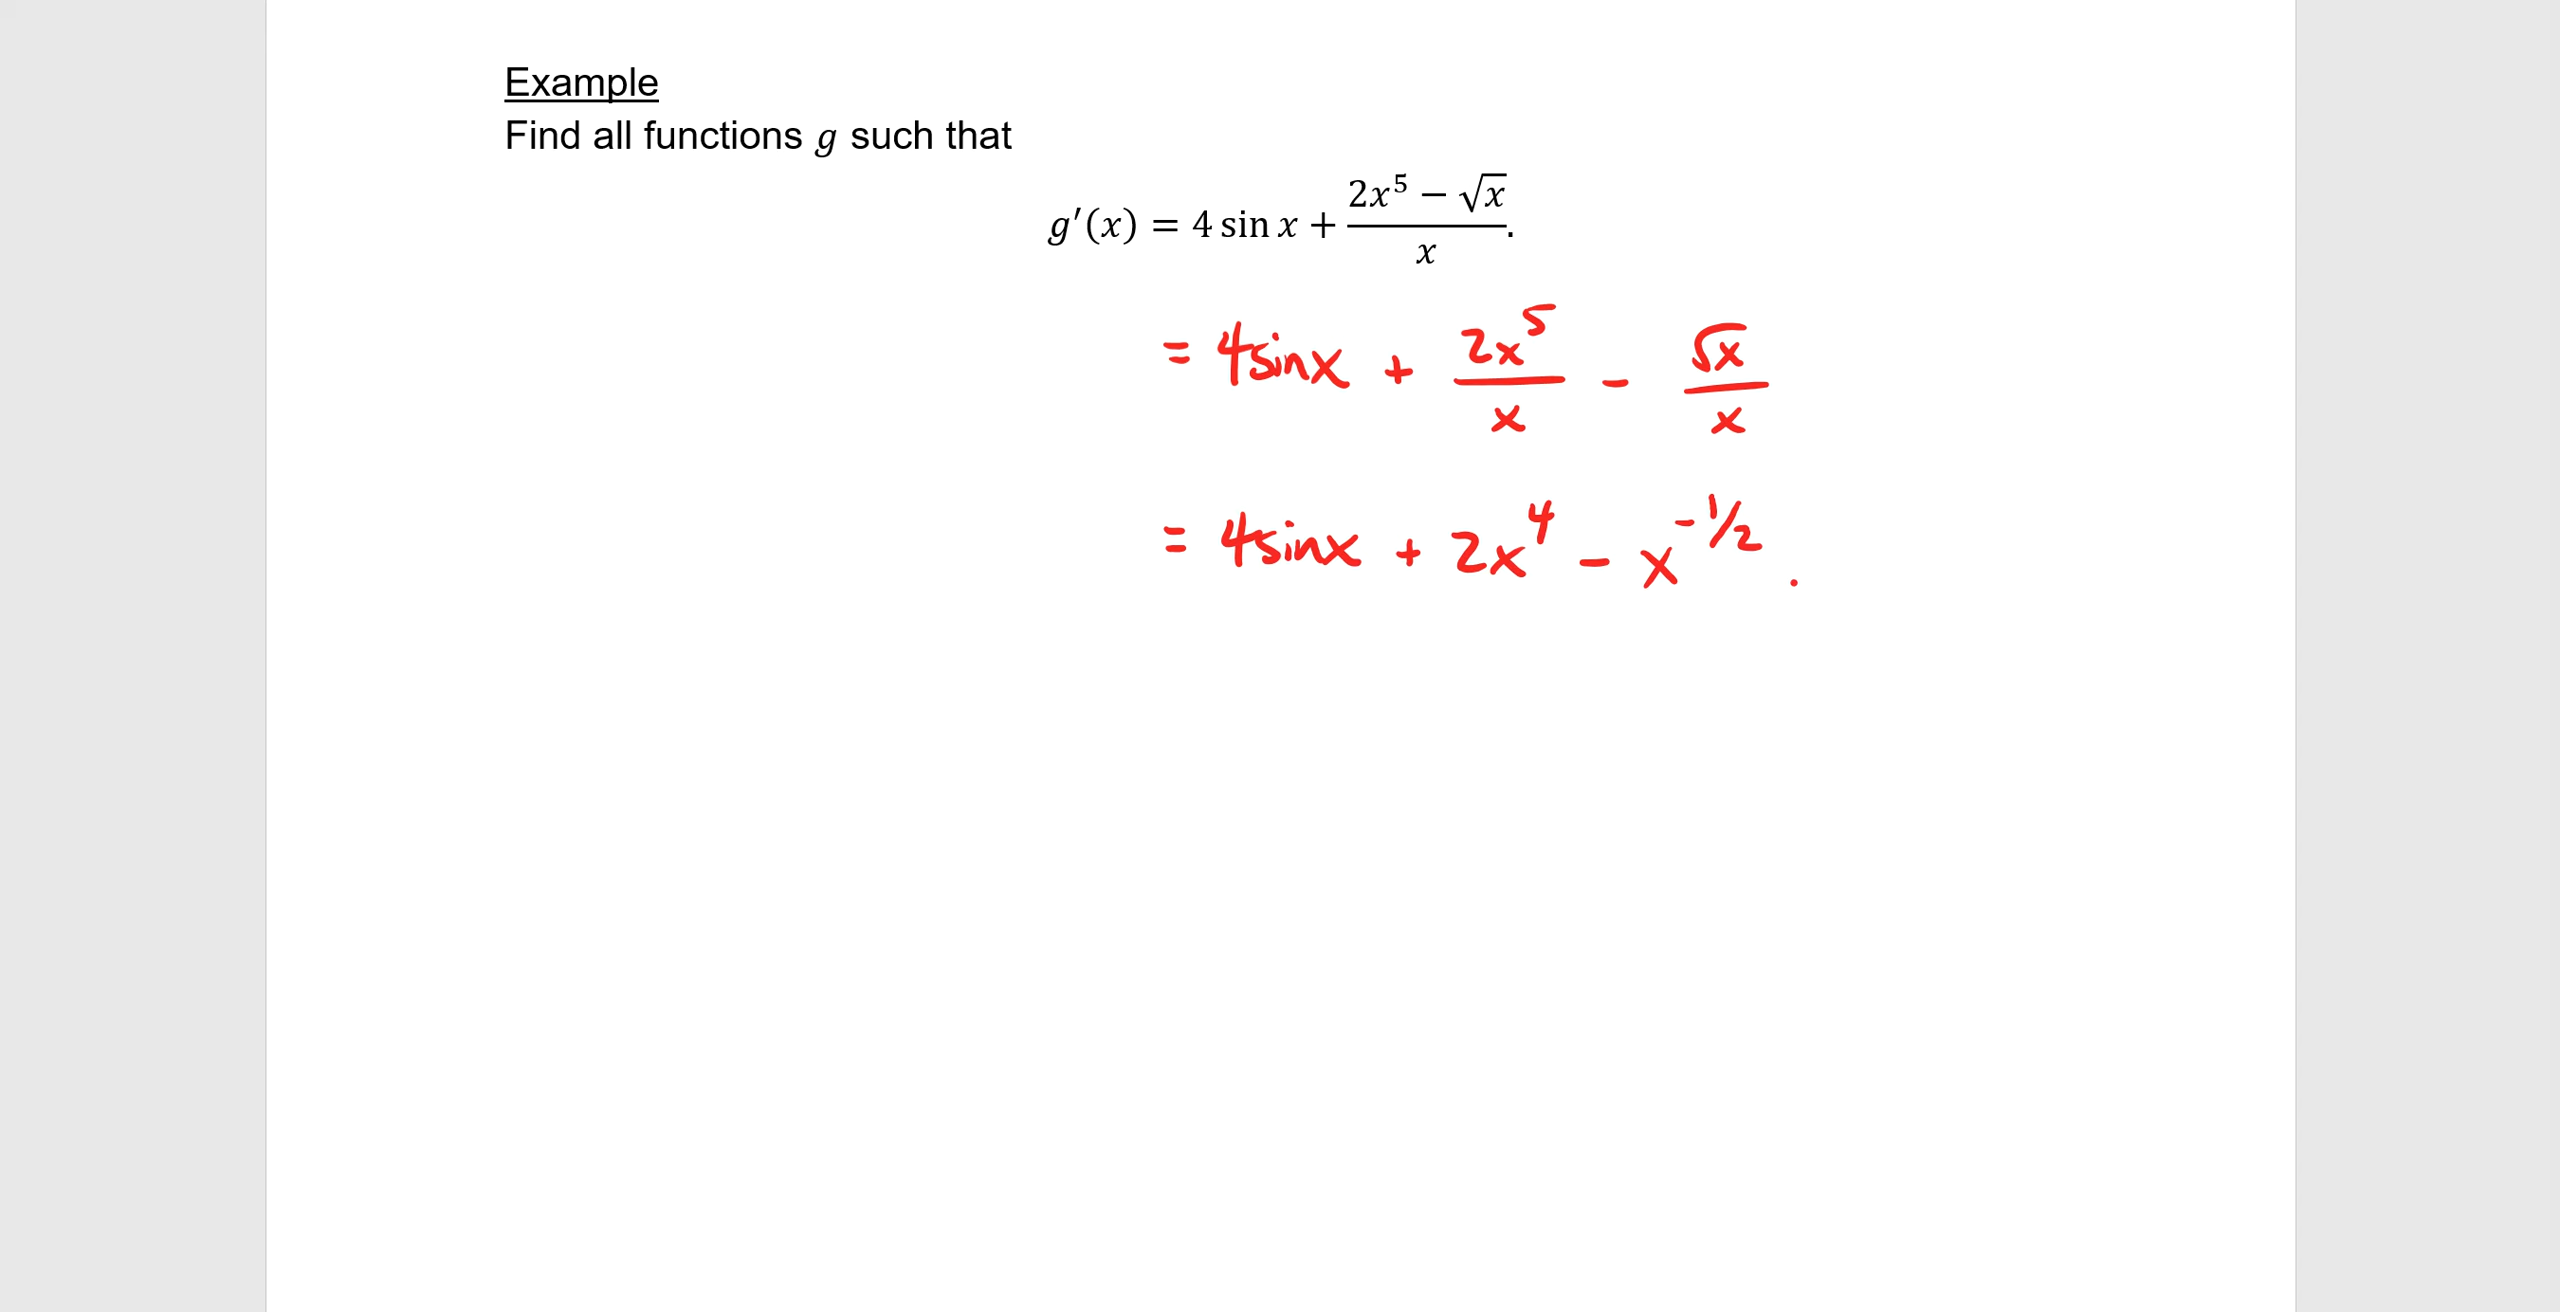 Example
Find all functions g such that
g′(x) = 4 sin x + (2x⁵ − √x)/x.
= 4sinx + 2x⁵/x - √x/x
= 4sinx + 2x⁴ - x^(-1/2).